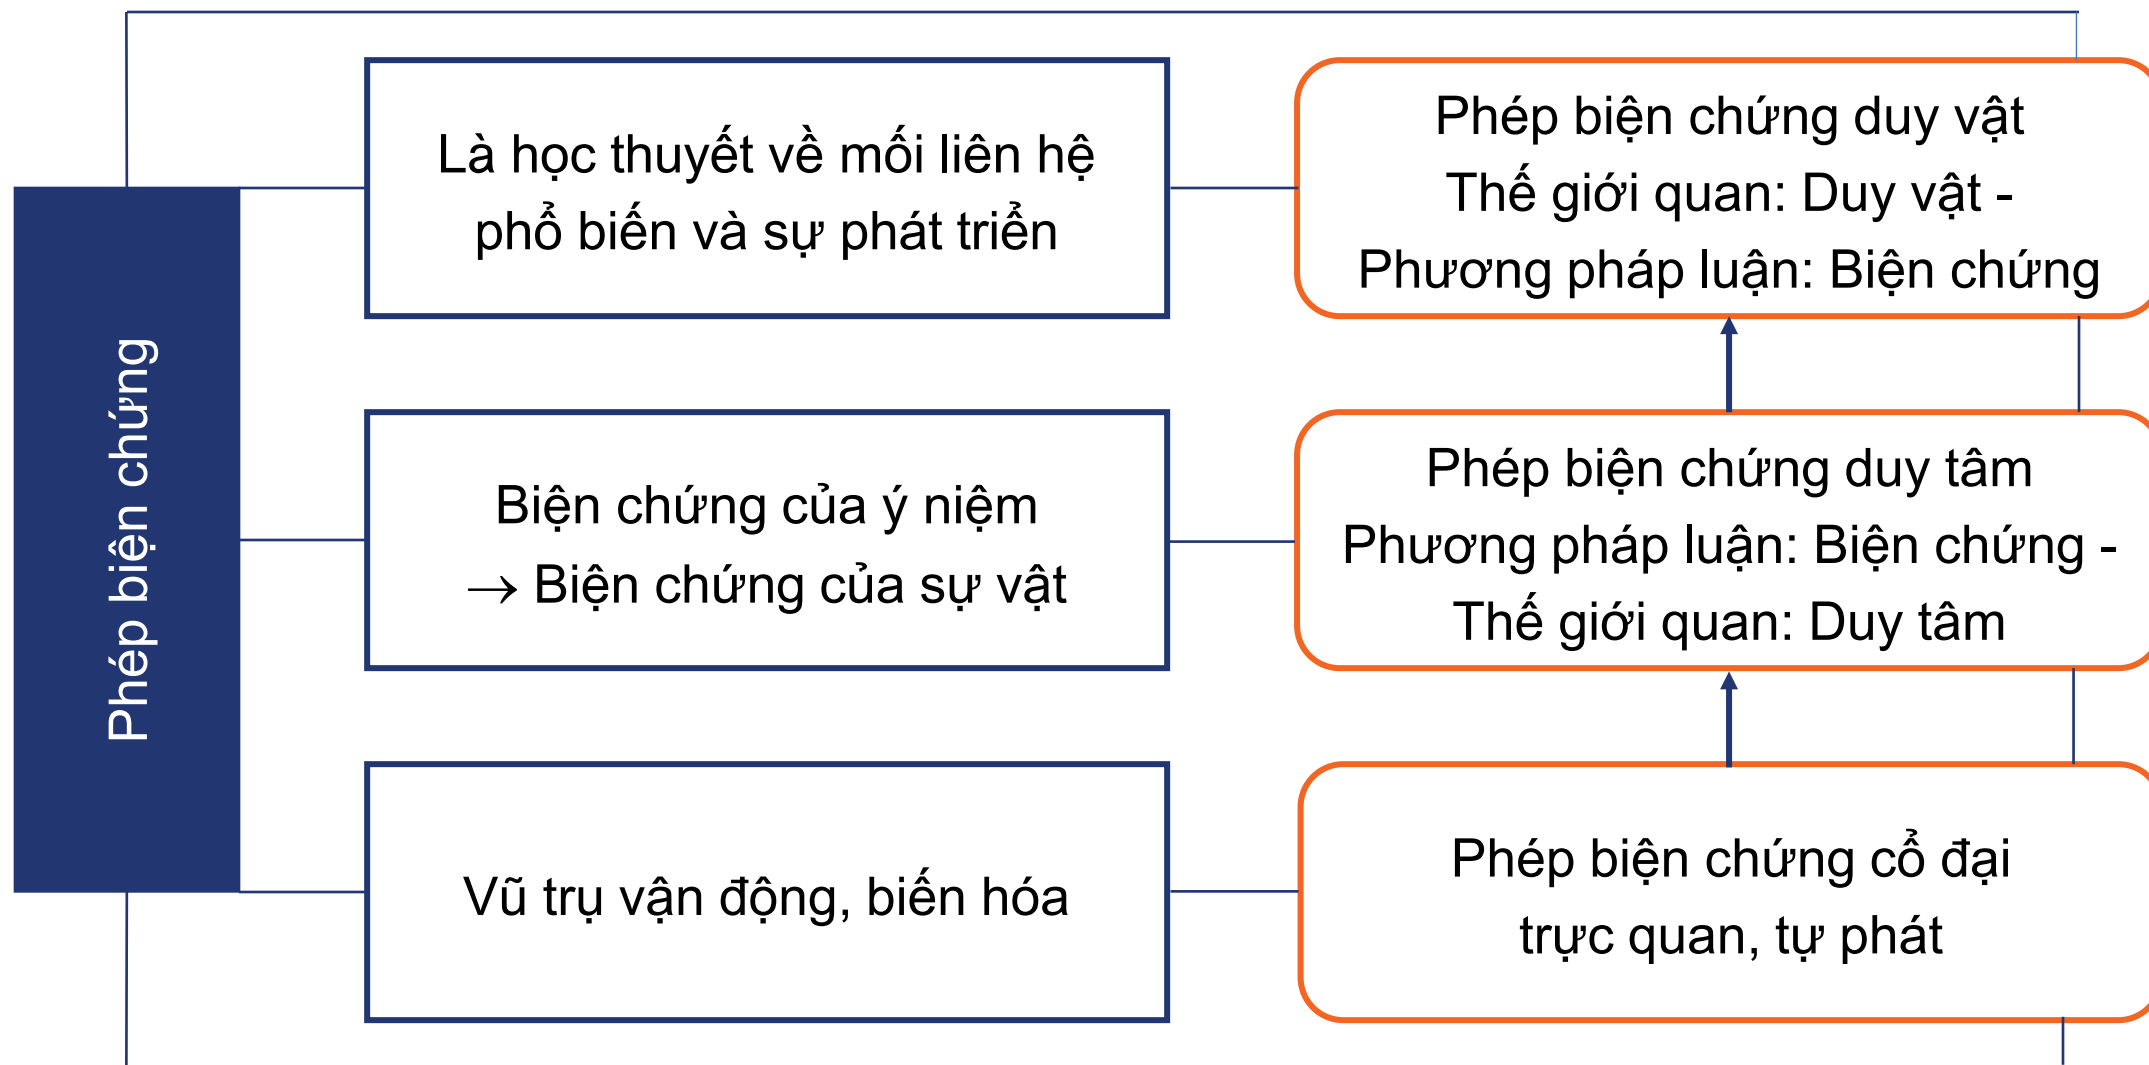 Phép biện chứng
Là học thuyết về mối liên hệ
phổ biến và sự phát triển
Phép biện chứng duy vật
Thế giới quan: Duy vật -
Phương pháp luận: Biện chứng
Biện chứng của ý niệm
→ Biện chứng của sự vật
Phép biện chứng duy tâm
Phương pháp luận: Biện chứng -
Thế giới quan: Duy tâm
Vũ trụ vận động, biến hóa
Phép biện chứng cổ đại
trực quan, tự phát